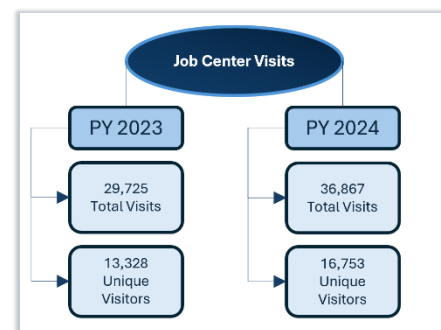 Job Center Visits
PY 2023
PY 2024
29,725
Total Visits
36,867
Total Visits
13,328
Unique
Visitors
16,753
Unique
Visitors